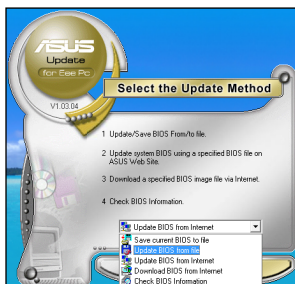 ASUS
Update
for Eee Pc
V1.03.04
Select the Update Method
1 Update/Save BIOS From/to file.
2 Update system BIOS using a specified BIOS file on
ASUS Web Site.
3 Download a specified BIOS image file via Internet.
4 Check BIOS Information.
Update BIOS from Internet
Save current BIOS to file
Update BIOS from file
Update BIOS from Internet
Download BIOS from Internet
Check BIOS Information